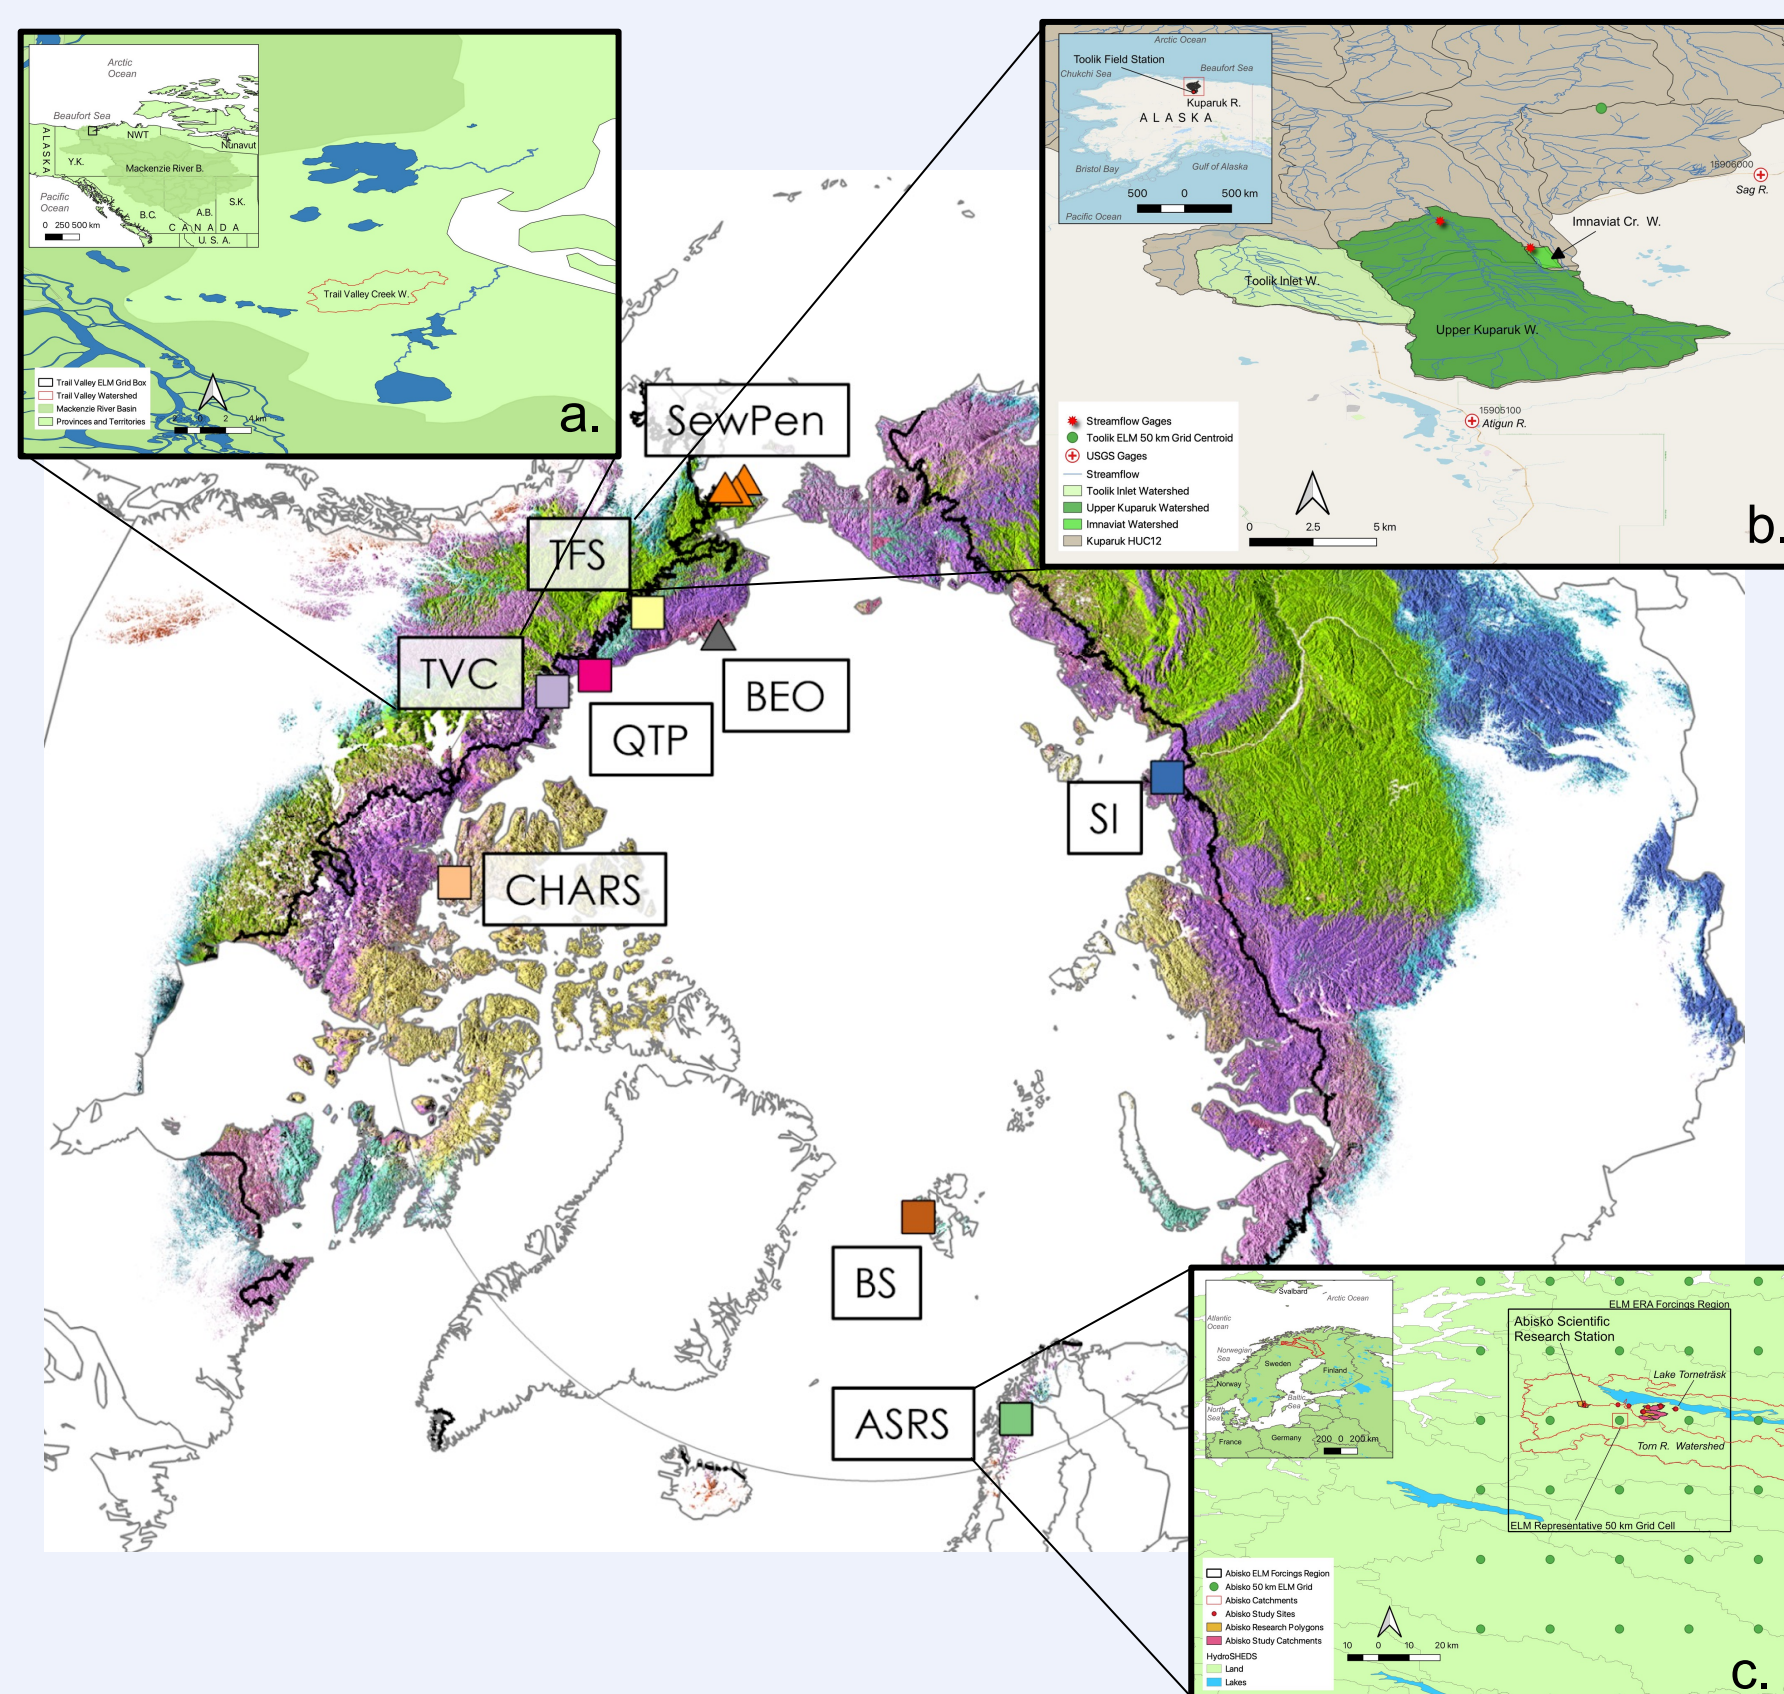 Arctic
Ocean
Beaufort Sea
ALASKA
NWT
Nunavut
Y.K.
Mackenzie River B.
Pacific
Ocean
B.C.
A.B.
S.K.
CANADA
U.S.A.
0 250 500 km
Trail Valley Creek W.
Trail Valley ELM Grid Box
Trail Valley Watershed
Mackenzie River Basin
Provinces and Territories
2 0 2 4 km
a.
Arctic Ocean
Toolik Field Station
Chukchi Sea
Beaufort Sea
Kuparuk R.
ALASKA
Bristol Bay
Gulf of Alaska
500 0 500 km
Pacific Ocean
15906000
Sag R.
Imnaviat Cr. W.
Toolik Inlet W.
Upper Kuparuk W.
15905100
Atigun R.
Streamflow Gages
Toolik ELM 50 km Grid Centroid
USGS Gages
Streamflow
Toolik Inlet Watershed
Upper Kuparuk Watershed
Imnaviat Watershed
Kuparuk HUC12
0 2.5 5 km
b.
SewPen
TFS
TVC
BEO
QTP
SI
CHARS
BS
ASRS
Svalbard
Arctic Ocean
Atlantic
Ocean
Norwegian
Sea
Sweden
Finland
Norway
Baltic
Sea
North
Sea
France
Germany
200 0 200 km
ELM ERA Forcings Region
Abisko Scientific
Research Station
Lake Torneträsk
Torn R. Watershed
ELM Representative 50 km Grid Cell
Abisko ELM Forcings Region
Abisko 50 km ELM Grid
Abisko Catchments
Abisko Study Sites
Abisko Research Polygons
Abisko Study Catchments
HydroSHEDS
Land
Lakes
10 0 10 20 km
c.